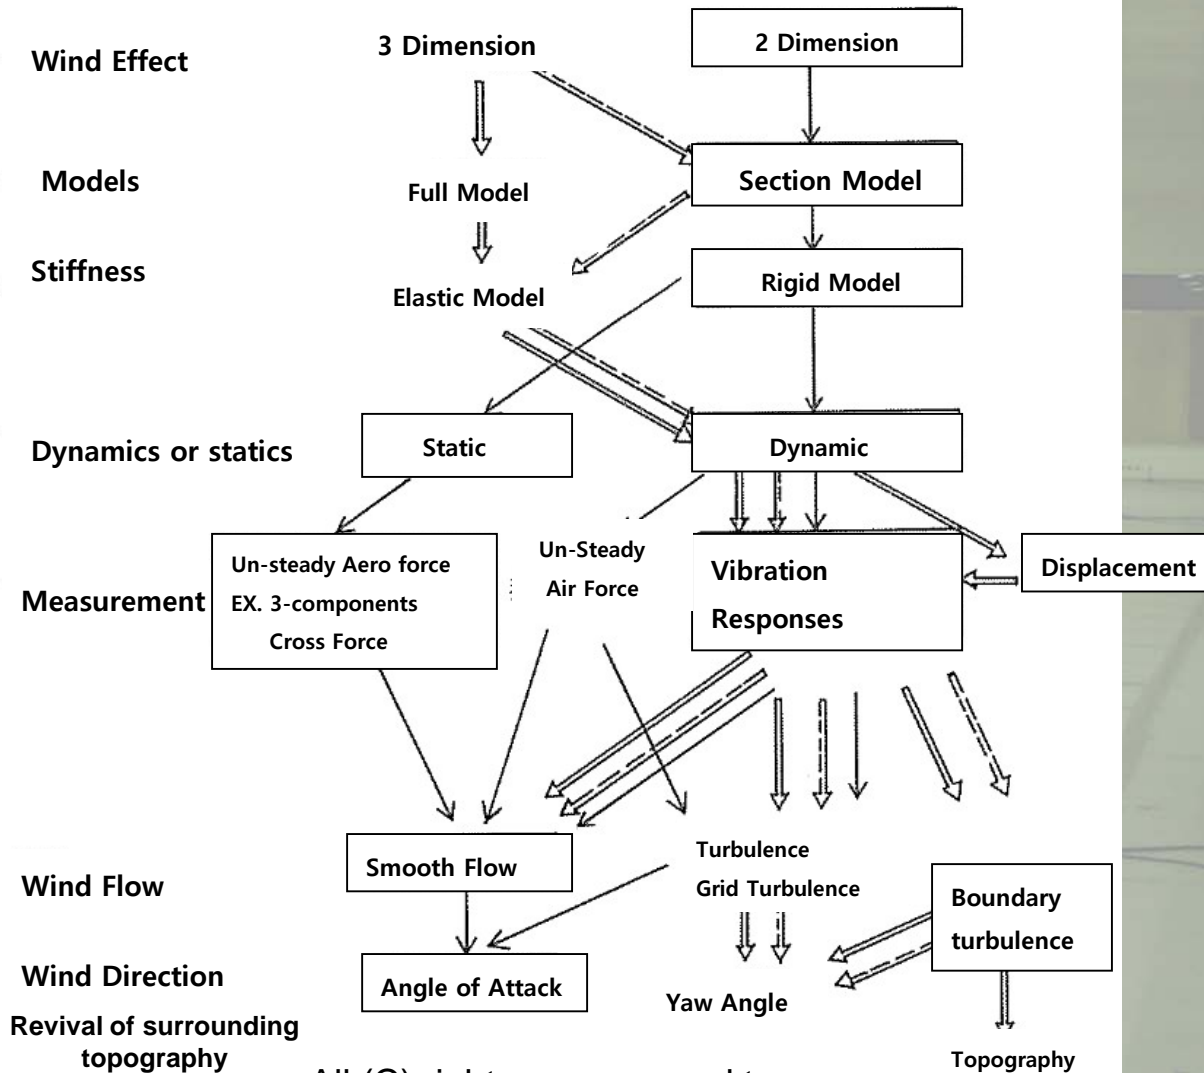 3 Dimension
2 Dimension
Wind Effect
Models
Full Model
Section Model
Stiffness
Elastic Model
Rigid Model
Dynamics or statics
Static
Dynamic
Measurement
Un-steady Aero force
EX. 3-components
Cross Force
Un-Steady
Air Force
Vibration
Responses
Displacement
Wind Flow
Smooth Flow
Turbulence
Grid Turbulence
Boundary
turbulence
Wind Direction
Angle of Attack
Yaw Angle
Revival of surrounding
topography
Topography